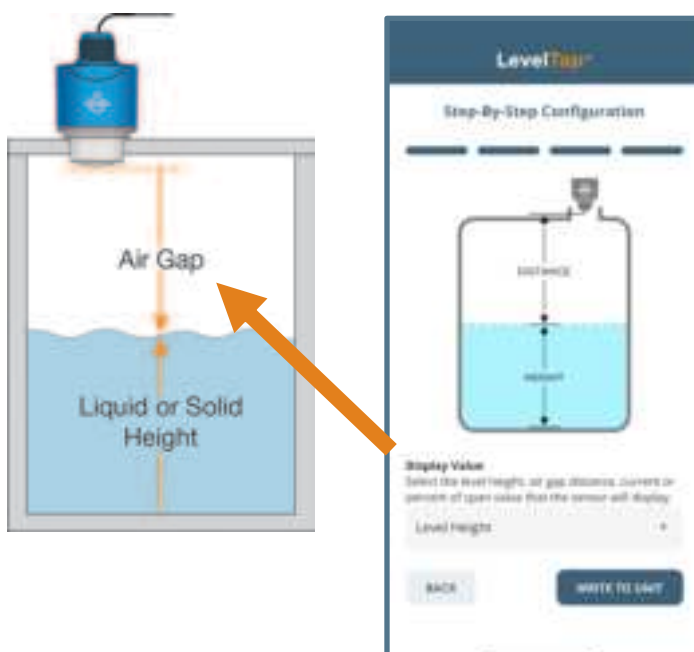 Air Gap
Liquid or Solid
Height
LevelTap
Step-By-Step Configuration
DISTANCE
HEIGHT
Display Value
Select the level height, air gap distance, current or
percent of span value that the sensor will display
Level Height
BACK
WRITE TO UNIT